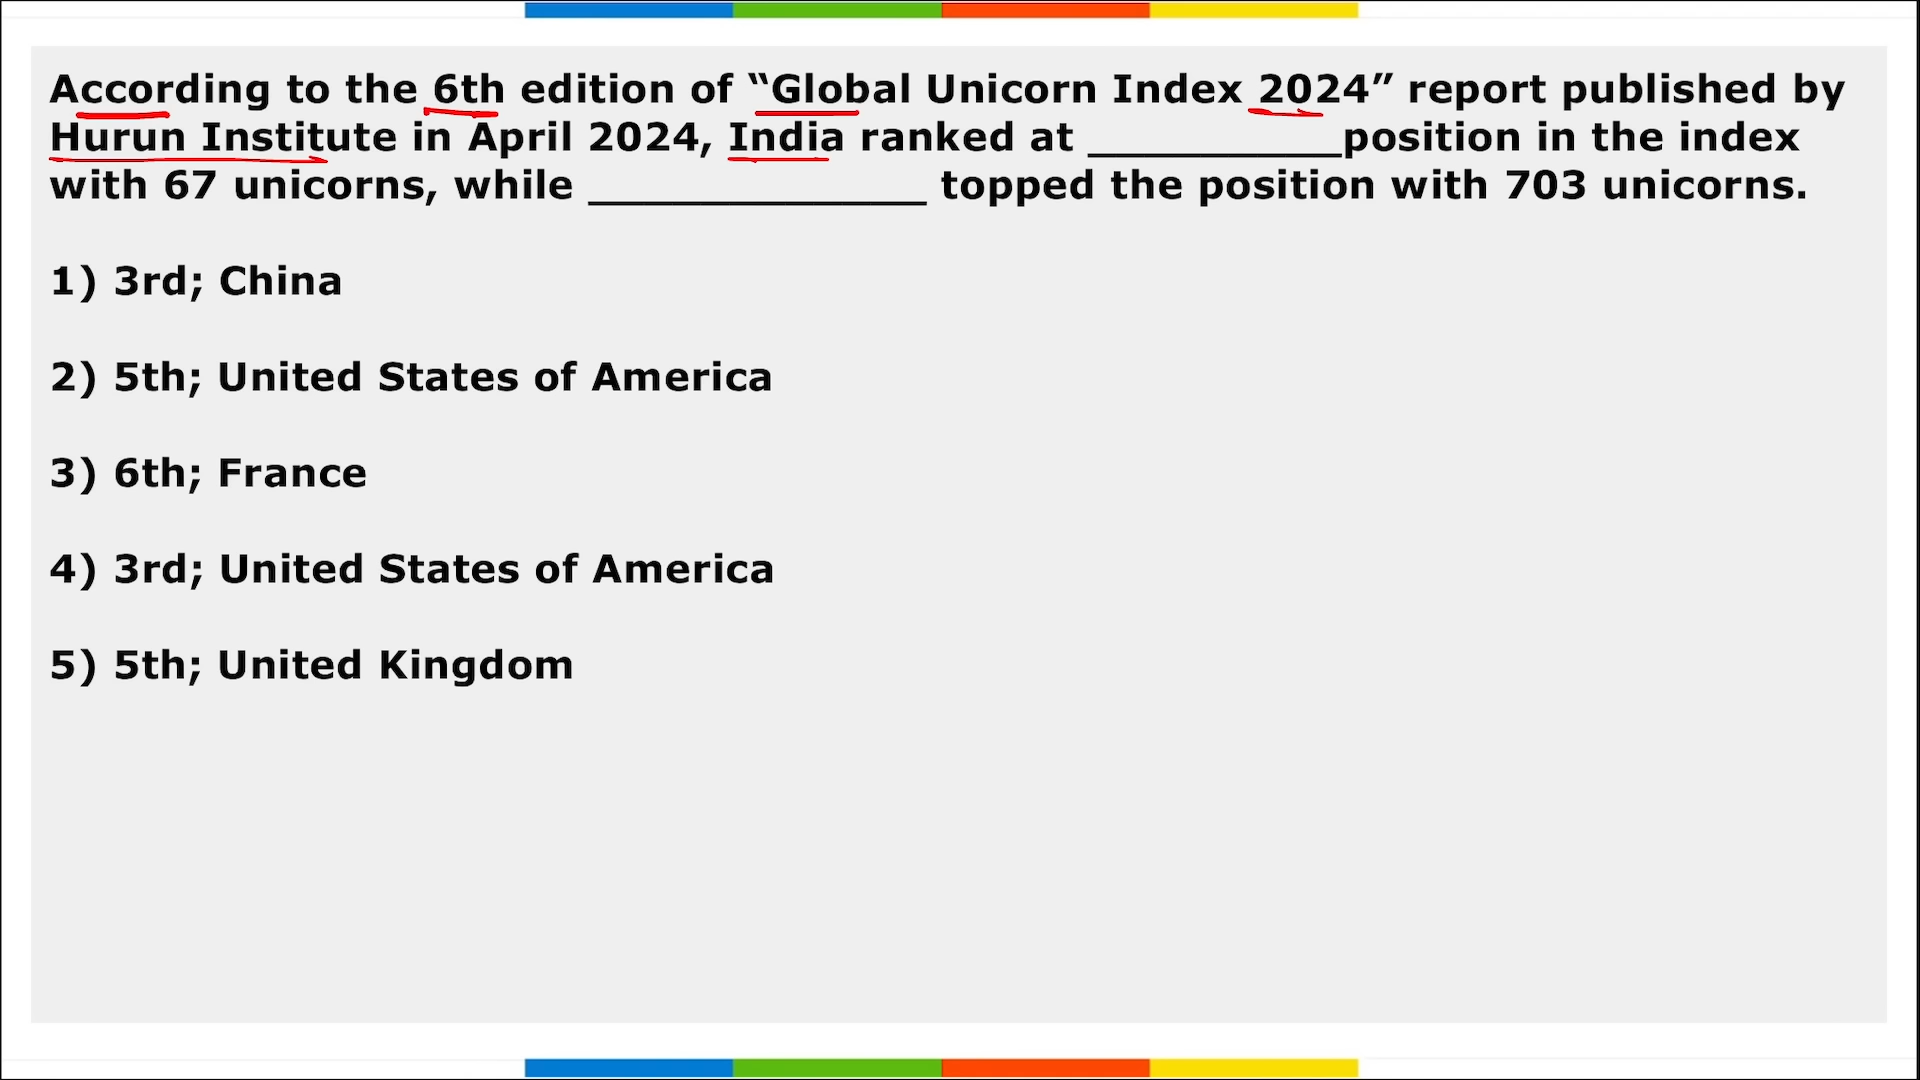 According to the 6th edition of “Global Unicorn Index 2024” report published by
Hurun Institute in April 2024, India ranked at ___________position in the index
with 67 unicorns, while ______________ topped the position with 703 unicorns.
1) 3rd; China
2) 5th; United States of America
3) 6th; France
4) 3rd; United States of America
5) 5th; United Kingdom